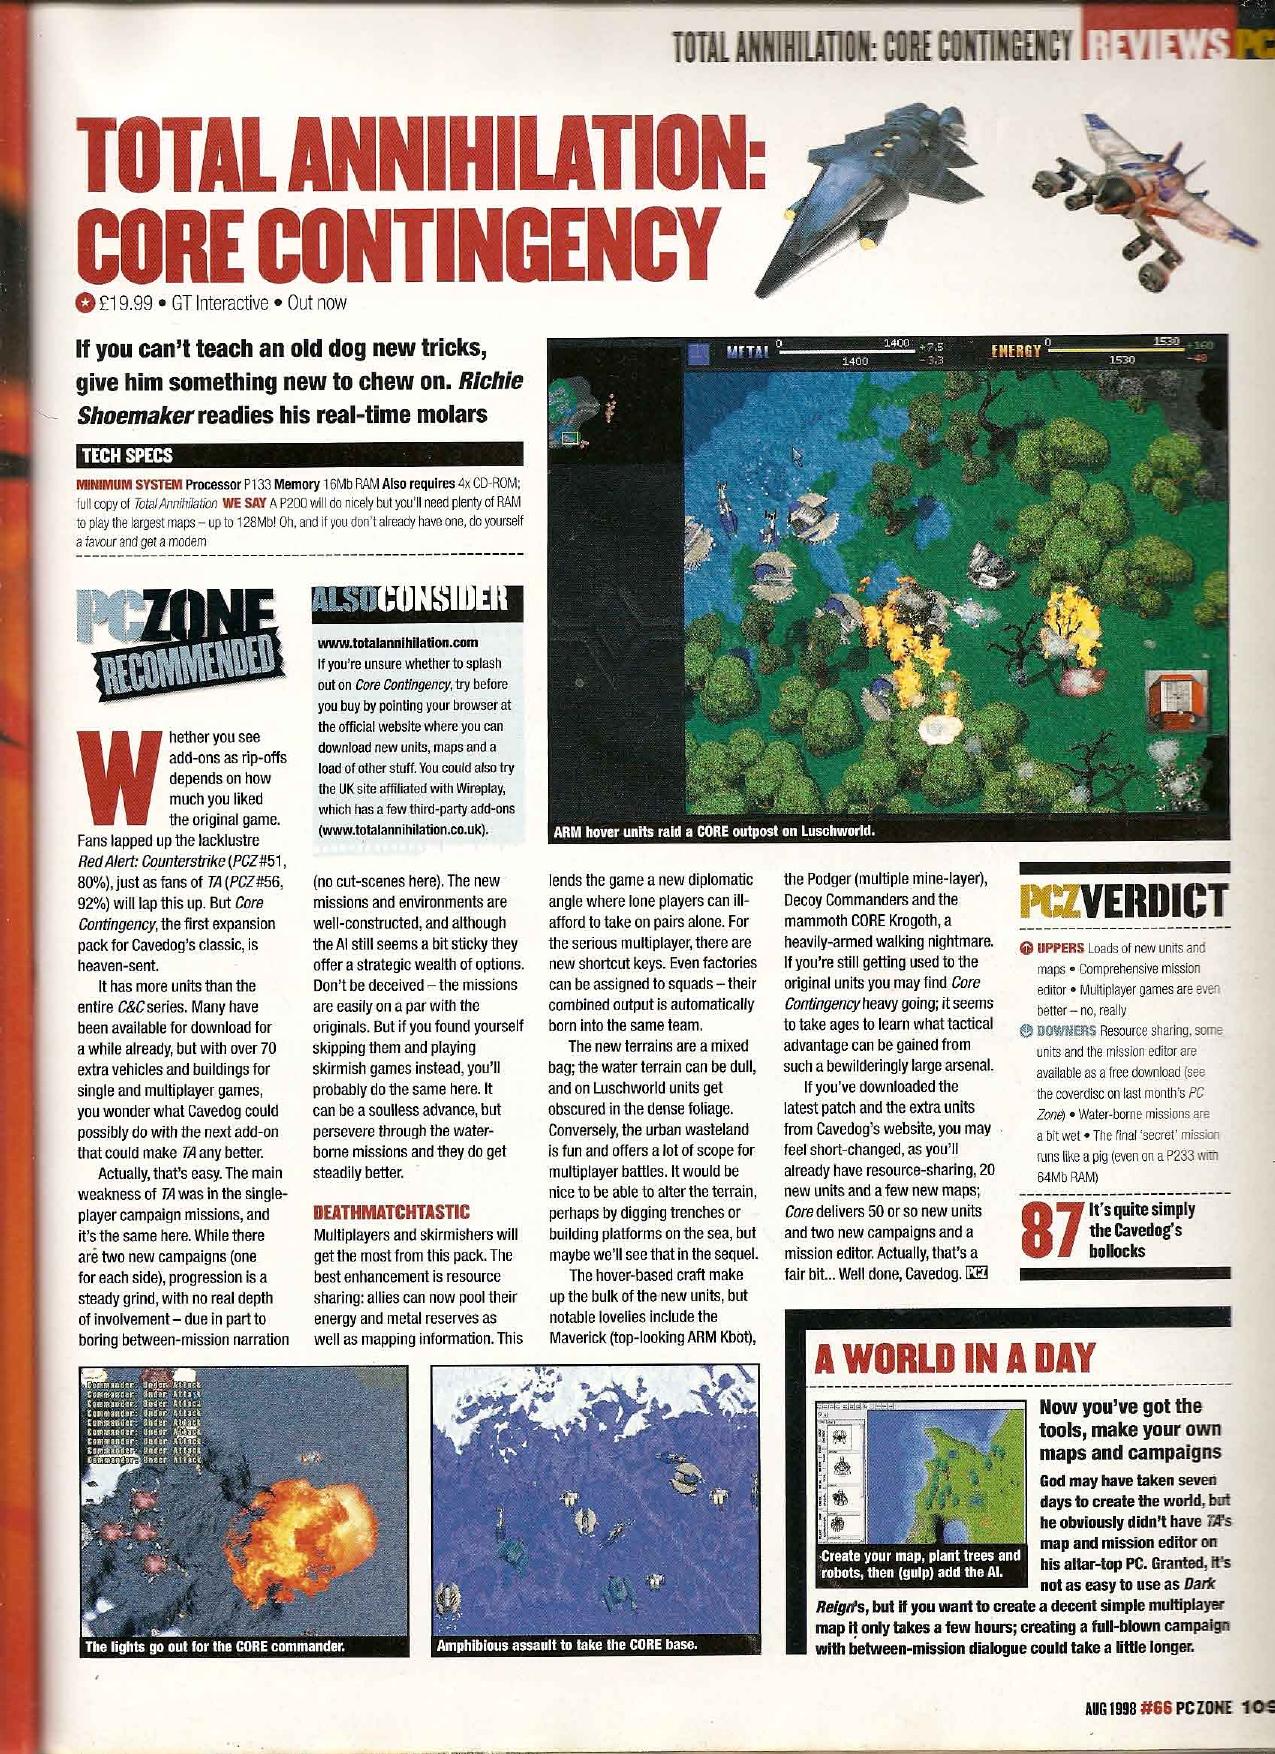 TOTAL ANNIHILATION: CORE CONTINGENCY REVIEWS PC
TOTAL ANNIHILATION:
CORE CONTINGENCY
£19.99 • GT Interactive • Out now
If you can't teach an old dog new tricks,
give him something new to chew on. Richie
Shoemaker readies his real-time molars
TECH SPECS
MINIMUM SYSTEM Processor P133 Memory 16Mb RAM Also requires 4x CD-ROM;
full copy of Total Annihilation WE SAY A P200 will do nicely but you'll need plenty of RAM
to play the largest maps – up to 128Mb! Oh, and if you don't already have one, do yourself
a favour and get a modem
PCZONE
RECOMMENDED
ALSO CONSIDER
www.totalannihilation.com
If you're unsure whether to splash
out on Core Contingency, try before
you buy by pointing your browser at
the official website where you can
download new units, maps and a
load of other stuff. You could also try
the UK site affiliated with Wireplay,
which has a few third-party add-ons
(www.totalannihilation.co.uk).
METAL 0 1400 +7.5
1400 -3.3
ENERGY 0 1530 +160
1530 -40
ARM hover units raid a CORE outpost on Luschworld.
Whether you see
add-ons as rip-offs
depends on how
much you liked
the original game.
Fans lapped up the lacklustre
Red Alert: Counterstrike (PCZ #51,
80%), just as fans of TA (PCZ #56,
92%) will lap this up. But Core
Contingency, the first expansion
pack for Cavedog's classic, is
heaven-sent.
It has more units than the
entire C&C series. Many have
been available for download for
a while already, but with over 70
extra vehicles and buildings for
single and multiplayer games,
you wonder what Cavedog could
possibly do with the next add-on
that could make TA any better.
Actually, that's easy. The main
weakness of TA was in the single-
player campaign missions, and
it's the same here. While there
are two new campaigns (one
for each side), progression is a
steady grind, with no real depth
of involvement – due in part to
boring between-mission narration
(no cut-scenes here). The new
missions and environments are
well-constructed, and although
the AI still seems a bit sticky they
offer a strategic wealth of options.
Don't be deceived – the missions
are easily on a par with the
originals. But if you found yourself
skipping them and playing
skirmish games instead, you'll
probably do the same here. It
can be a soulless advance, but
persevere through the water-
borne missions and they do get
steadily better.
DEATHMATCHTASTIC
Multiplayers and skirmishers will
get the most from this pack. The
best enhancement is resource
sharing: allies can now pool their
energy and metal reserves as
well as mapping information. This
lends the game a new diplomatic
angle where lone players can ill-
afford to take on pairs alone. For
the serious multiplayer, there are
new shortcut keys. Even factories
can be assigned to squads – their
combined output is automatically
born into the same team.
The new terrains are a mixed
bag; the water terrain can be dull,
and on Luschworld units get
obscured in the dense foliage.
Conversely, the urban wasteland
is fun and offers a lot of scope for
multiplayer battles. It would be
nice to be able to alter the terrain,
perhaps by digging trenches or
building platforms on the sea, but
maybe we'll see that in the sequel.
The hover-based craft make
up the bulk of the new units, but
notable lovelies include the
Maverick (top-looking ARM Kbot),
the Podger (multiple mine-layer),
Decoy Commanders and the
mammoth CORE Krogoth, a
heavily-armed walking nightmare.
If you're still getting used to the
original units you may find Core
Contingency heavy going; it seems
to take ages to learn what tactical
advantage can be gained from
such a bewilderingly large arsenal.
If you've downloaded the
latest patch and the extra units
from Cavedog's website, you may
feel short-changed, as you'll
already have resource-sharing, 20
new units and a few new maps;
Core delivers 50 or so new units
and two new campaigns and a
mission editor. Actually, that's a
fair bit... Well done, Cavedog. PCZ
PCZVERDICT
UPPERS Loads of new units and
maps • Comprehensive mission
editor • Multiplayer games are even
better – no, really
DOWNERS Resource sharing, some
units and the mission editor are
available as a free download (see
the coverdisc on last month's PC
Zone) • Water-borne missions are
a bit wet • The final 'secret' mission
runs like a pig (even on a P233 with
64Mb RAM)
87 It's quite simply
the Cavedog's
bollocks
Commander: Under Attack
Commander: Under Attack
Commander: Under Attack
Commander: Under Attack
Commander: Under Attack
Commander: Under Attack
Commander: Under Attack
Commander: Under Attack
Commander: Under Attack
The lights go out for the CORE commander.
Amphibious assault to take the CORE base.
A WORLD IN A DAY
Create your map, plant trees and
robots, then (gulp) add the AI.
Now you've got the
tools, make your own
maps and campaigns
God may have taken seven
days to create the world, but
he obviously didn't have TA's
map and mission editor on
his altar-top PC. Granted, it's
not as easy to use as Dark
Reign's, but if you want to create a decent simple multiplayer
map it only takes a few hours; creating a full-blown campaign
with between-mission dialogue could take a little longer.
AUG 1998 #66 PC ZONE 109